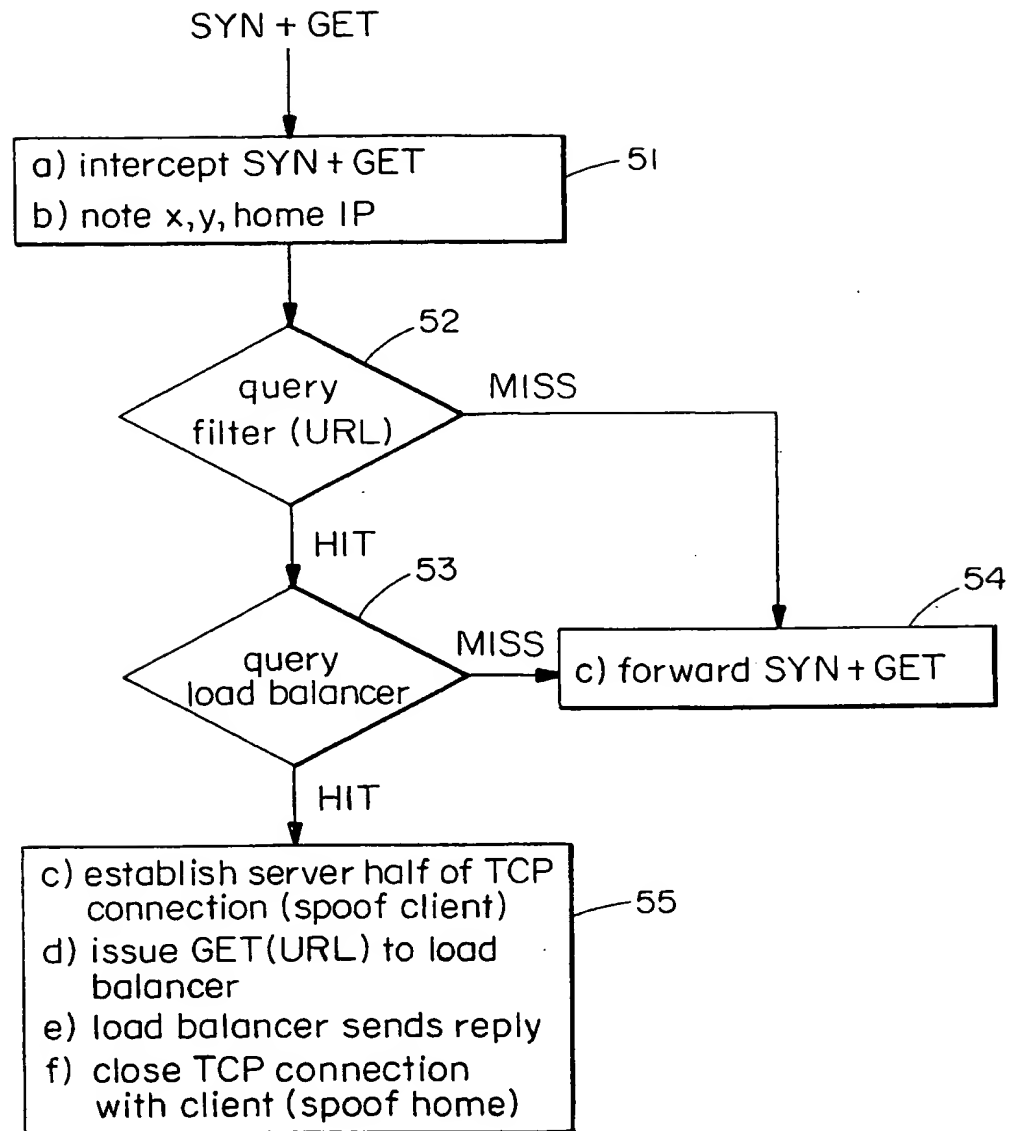 SYN + GET
a) intercept SYN + GET
51
b) note x,y, home IP
52
query
filter (URL)
MISS
HIT
53
54
query
load balancer
MISS
c) forward SYN + GET
HIT
c) establish server half of TCP
connection (spoof client)
55
d) issue GET(URL) to load
balancer
e) load balancer sends reply
f) close TCP connection
with client (spoof home)